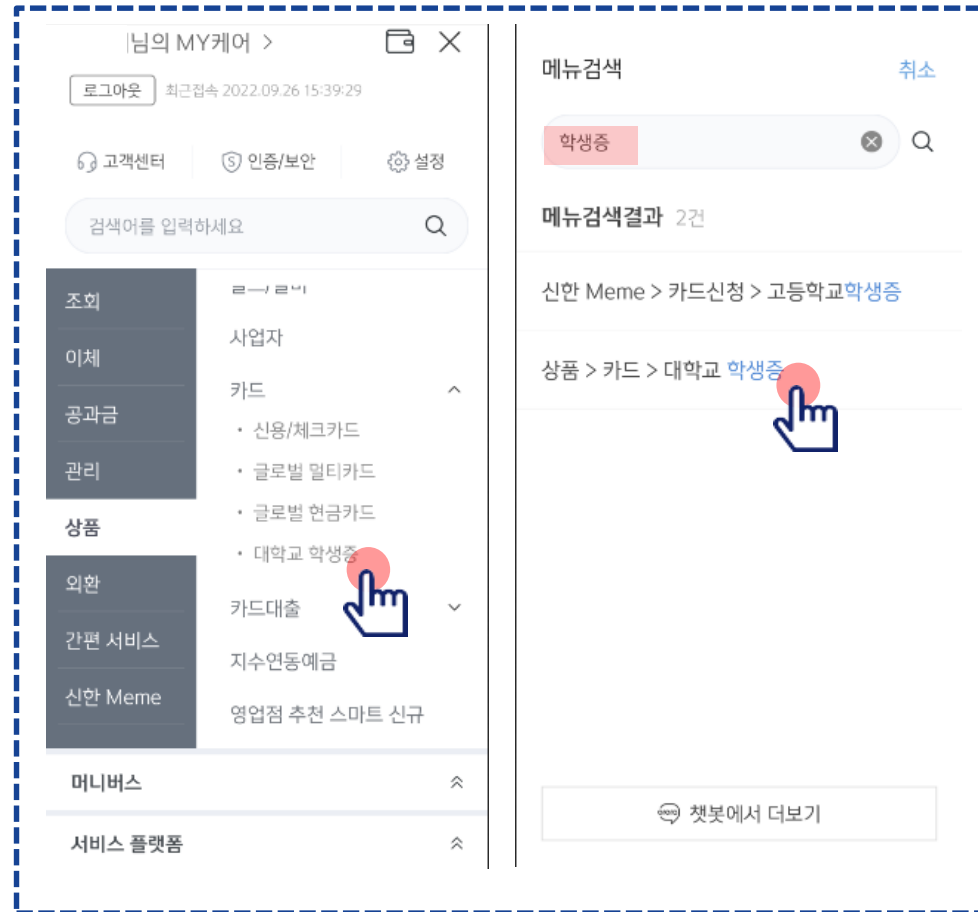 님의 MY케어 >
로그아웃 최근접속 2022.09.26 15:39:29
고객센터
인증/보안
설정
검색어를 입력하세요
조회
이체
공과금
관리
상품
외환
간편 서비스
신한 Meme
사업자
카드
• 신용/체크카드
• 글로벌 멀티카드
• 글로벌 현금카드
• 대학교 학생증
카드대출
지수연동예금
영업점 추천 스마트 신규
머니버스
서비스 플랫폼
메뉴검색 취소
학생증
메뉴검색결과 2건
신한 Meme > 카드신청 > 고등학교학생증
상품 > 카드 > 대학교 학생증
챗봇에서 더보기